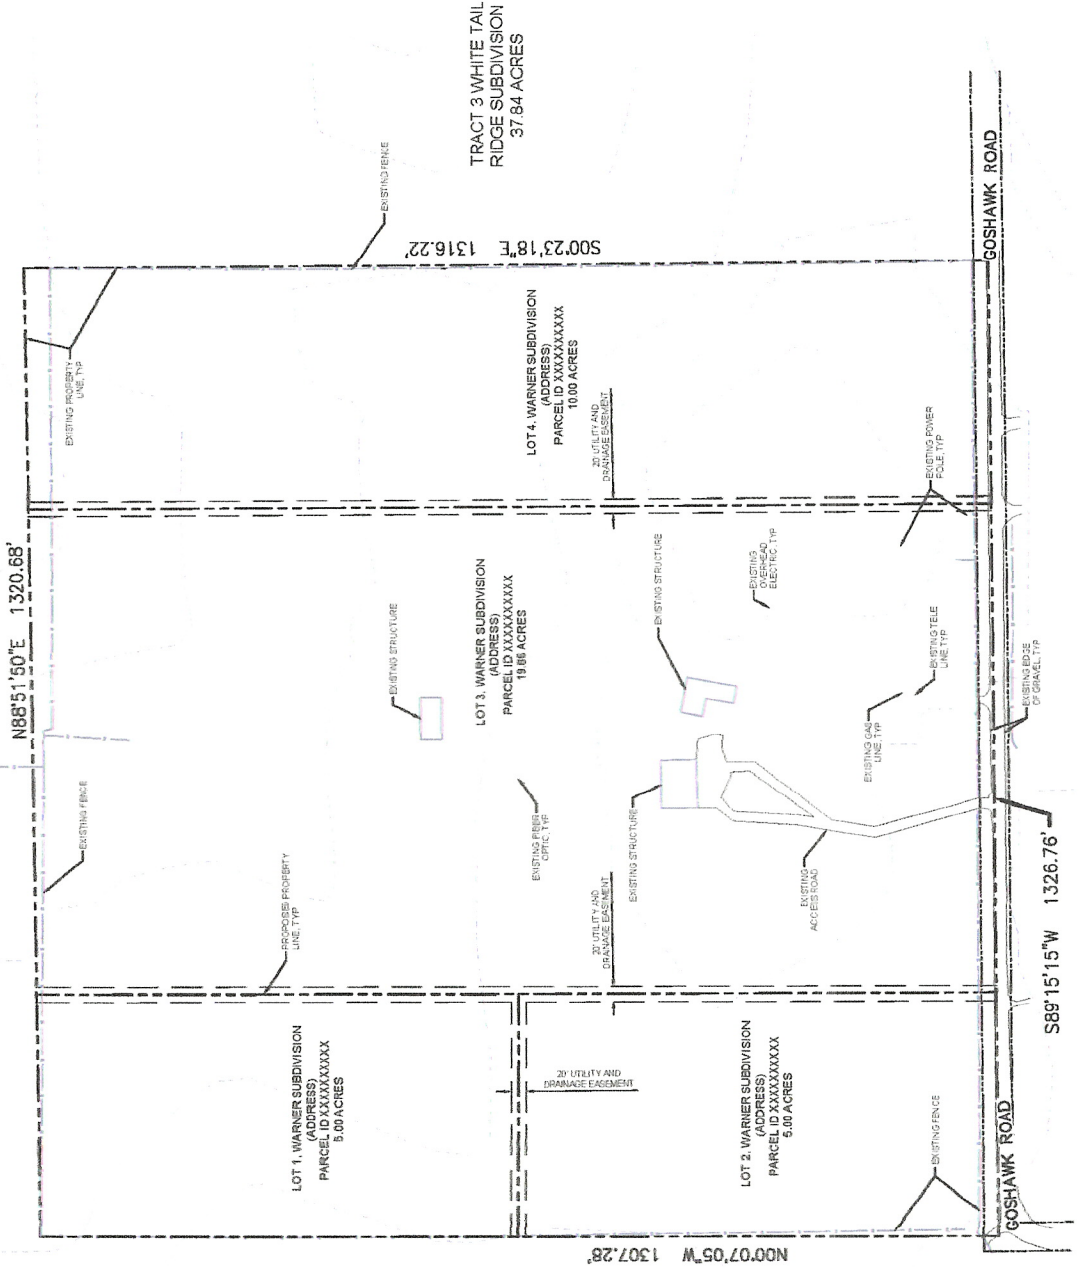 N88°51'50"E 1320.68'
TRACT 3 WHITE TAIL
RIDGE SUBDIVISION
37.84 ACRES
EXISTING FENCE
S00°23'18"E 1316.22'
EXISTING PROPERTY
LINE, TYP
LOT 4, WARNER SUBDIVISION
(ADDRESS)
PARCEL ID XXXXXXXXXX
10.00 ACRES
20' UTILITY AND
DRAINAGE EASEMENT
EXISTING POWER
POLE, TYP
GOSHAWK ROAD
EXISTING STRUCTURE
LOT 3, WARNER SUBDIVISION
(ADDRESS)
PARCEL ID XXXXXXXXXX
19.86 ACRES
EXISTING STRUCTURE
EXISTING
OVERHEAD
ELECTRIC, TYP
EXISTING TELE
LINE, TYP
EXISTING GAS
LINE, TYP
EXISTING EDGE
OF GRAVEL, TYP
EXISTING FENCE
EXISTING FIBER
OPTIC, TYP
EXISTING STRUCTURE
EXISTING
ACCESS ROAD
PROPOSED PROPERTY
LINE, TYP
20' UTILITY AND
DRAINAGE EASEMENT
S89°15'15"W 1326.76'
LOT 1, WARNER SUBDIVISION
(ADDRESS)
PARCEL ID XXXXXXXXXX
5.00 ACRES
20' UTILITY AND
DRAINAGE EASEMENT
LOT 2, WARNER SUBDIVISION
(ADDRESS)
PARCEL ID XXXXXXXXXX
5.00 ACRES
EXISTING FENCE
GOSHAWK ROAD
N00°07'05"W 1307.28'